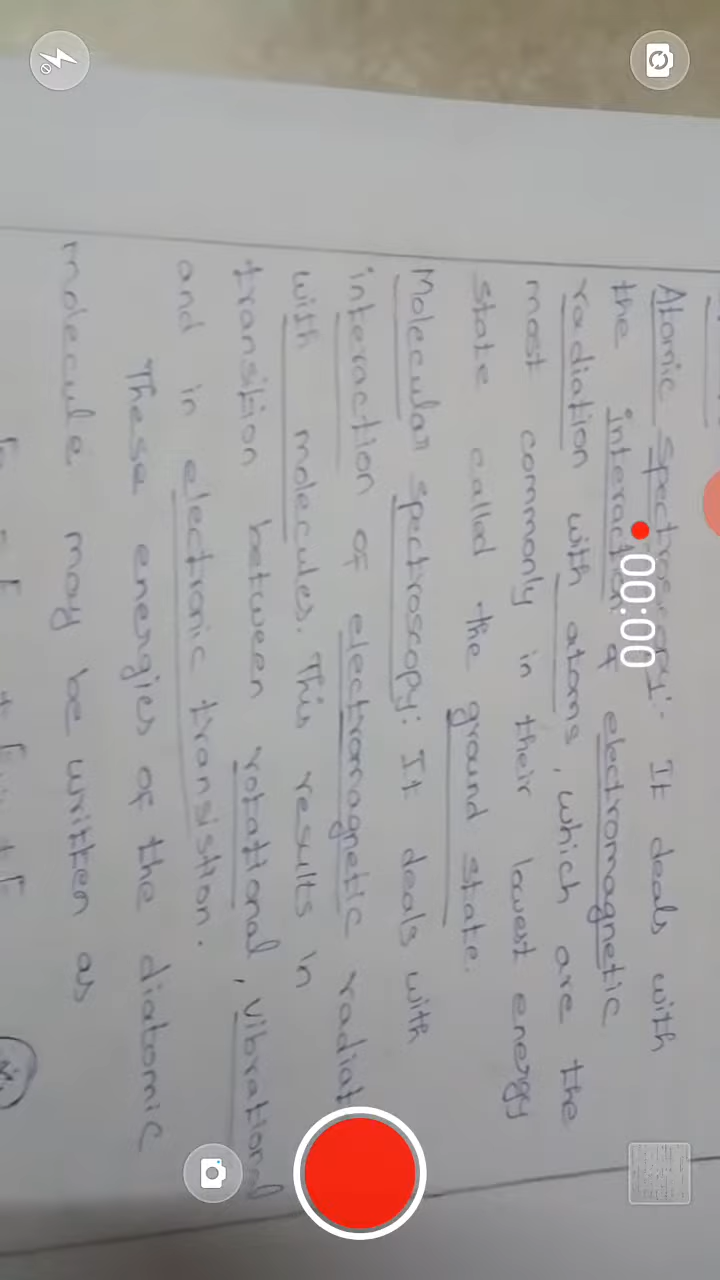 Atomic spectroscopy: It deals with
the interaction of electromagnetic
radiation with atoms, which are the
most commonly in their lowest energy
state called the ground state.
Molecular spectroscopy: It deals with
interaction of electromagnetic
with molecules. This results in
transition between rotational, vibrational
and in electronic transistion.
These energies of the diatomic
molecule may be written as
00:00